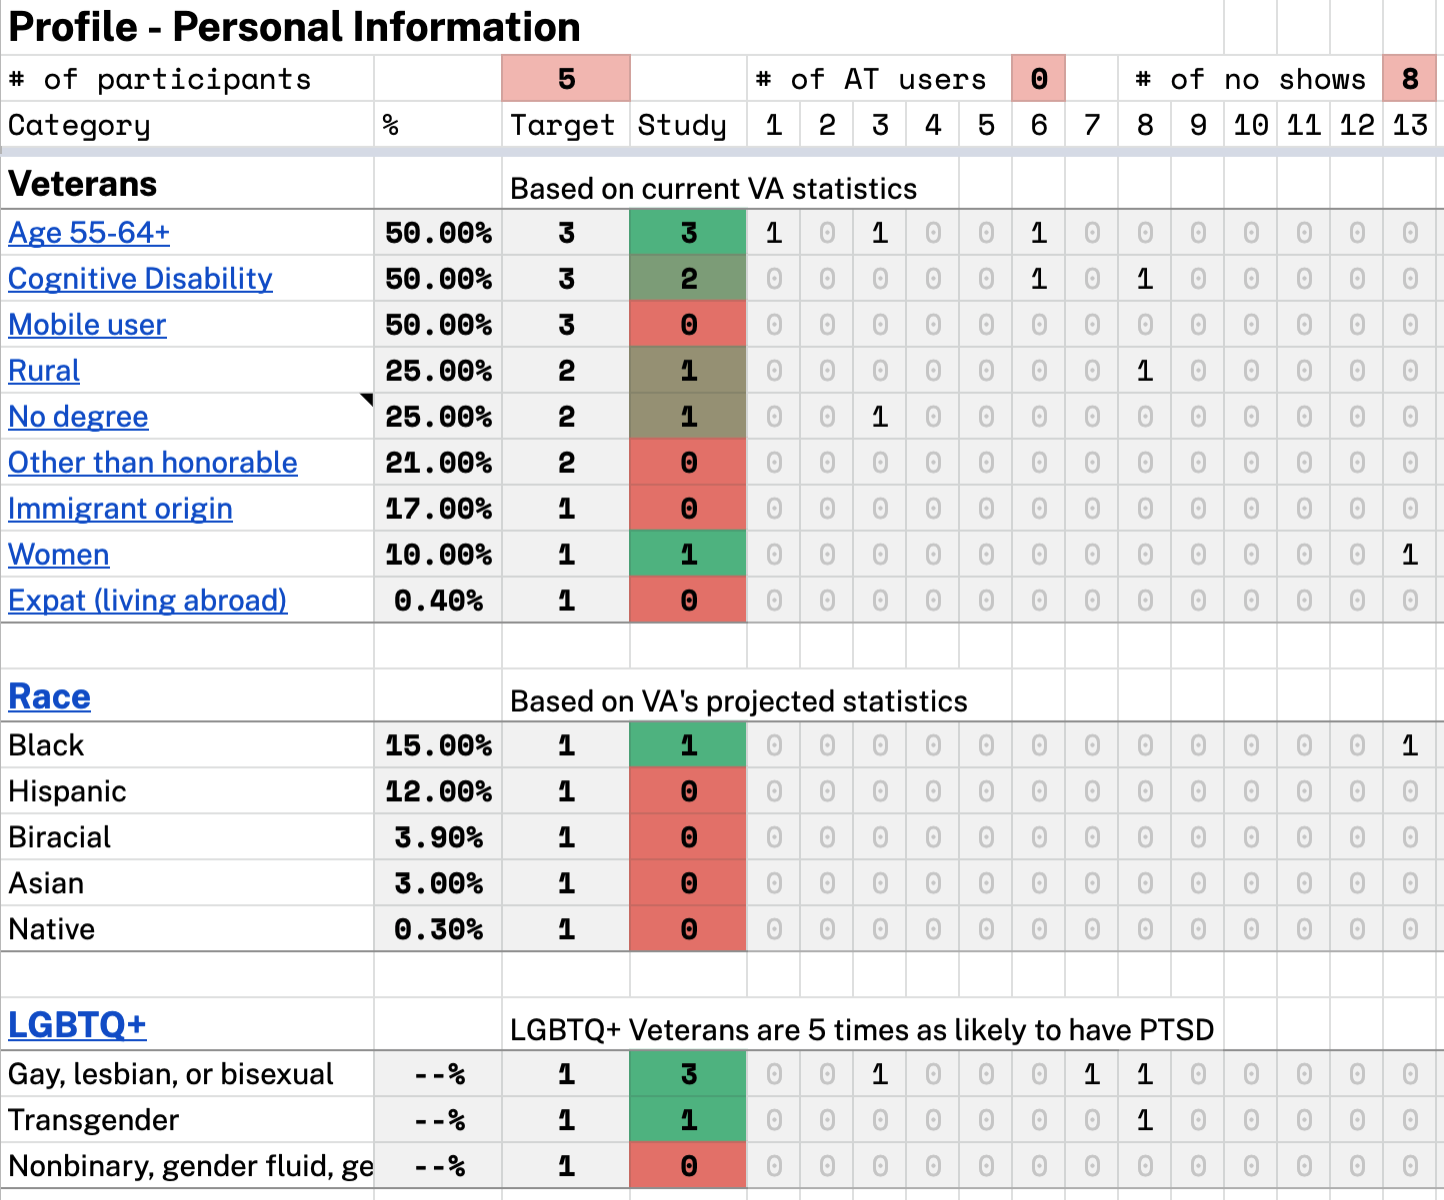 Profile - Personal Information
# of participants 5 # of AT users 0 # of no shows 8
Category % Target Study 1 2 3 4 5 6 7 8 9 10 11 12 13
Veterans Based on current VA statistics
Age 55-64+ 50.00% 3 3 1 0 1 0 0 1 0 0 0 0 0 0 0
Cognitive Disability 50.00% 3 2 0 0 0 0 0 1 0 1 0 0 0 0 0
Mobile user 50.00% 3 0 0 0 0 0 0 0 0 0 0 0 0 0 0
Rural 25.00% 2 1 0 0 0 0 0 0 0 1 0 0 0 0 0
No degree 25.00% 2 1 0 0 1 0 0 0 0 0 0 0 0 0 0
Other than honorable 21.00% 2 0 0 0 0 0 0 0 0 0 0 0 0 0 0
Immigrant origin 17.00% 1 0 0 0 0 0 0 0 0 0 0 0 0 0 0
Women 10.00% 1 1 0 0 0 0 0 0 0 0 0 0 0 0 1
Expat (living abroad) 0.40% 1 0 0 0 0 0 0 0 0 0 0 0 0 0 0
Race Based on VA's projected statistics
Black 15.00% 1 1 0 0 0 0 0 0 0 0 0 0 0 0 1
Hispanic 12.00% 1 0 0 0 0 0 0 0 0 0 0 0 0 0 0
Biracial 3.90% 1 0 0 0 0 0 0 0 0 0 0 0 0 0 0
Asian 3.00% 1 0 0 0 0 0 0 0 0 0 0 0 0 0 0
Native 0.30% 1 0 0 0 0 0 0 0 0 0 0 0 0 0 0
LGBTQ+ LGBTQ+ Veterans are 5 times as likely to have PTSD
Gay, lesbian, or bisexual --% 1 3 0 0 1 0 0 0 1 1 0 0 0 0 0
Transgender --% 1 1 0 0 0 0 0 0 0 1 0 0 0 0 0
Nonbinary, gender fluid, ge --% 1 0 0 0 0 0 0 0 0 0 0 0 0 0 0